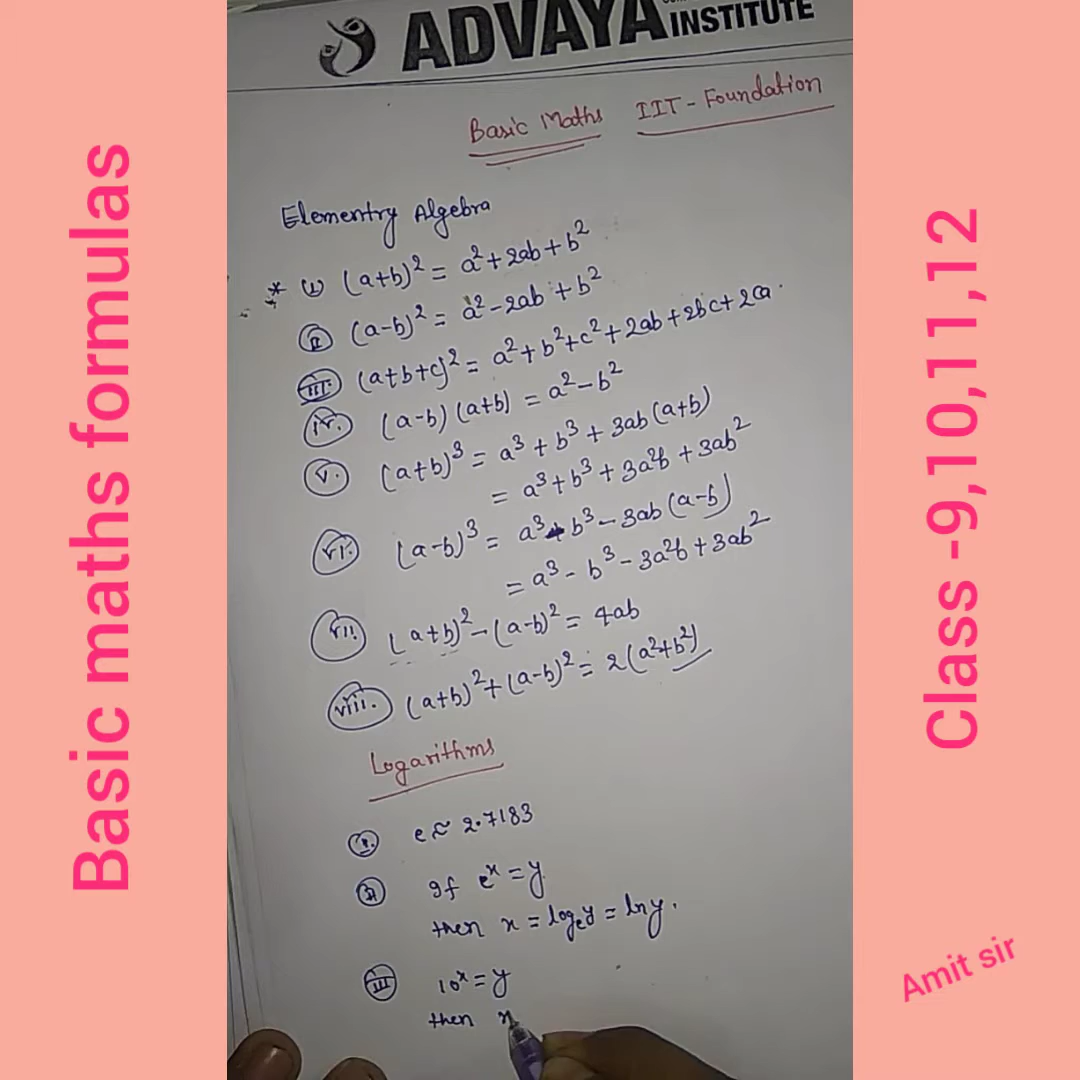 ADVAYA INSTITUTE
Basic Maths IIT - Foundation
Elementry Algebra
** (i) (a+b)² = a² + 2ab + b²
(ii) (a-b)² = a² - 2ab + b²
(iii) (a+b+c)² = a² + b² + c² + 2ab + 2bc + 2ca.
(iv.) (a-b) (a+b) = a² - b²
(v.) (a+b)³ = a³ + b³ + 3ab (a+b)
= a³ + b³ + 3a²b + 3ab²
(vi.) (a-b)³ = a³ - b³ - 3ab (a-b)
= a³ - b³ - 3a²b + 3ab²
(vii.) (a+b)² - (a-b)² = 4ab
(viii.) (a+b)² + (a-b)² = 2(a²+b²)
Logarithms
(i.) e ≈ 2.7183
(ii) If eˣ = y
then x = logₑy = lny.
(III) 10ˣ = y
then x
Basic maths formulas
Class -9,10,11,12
Amit sir